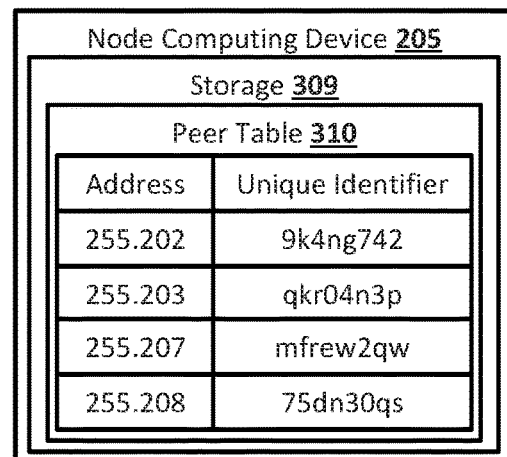 Node Computing Device 205
Storage 309
Peer Table 310
Address Unique Identifier
255.202 9k4ng742
255.203 qkr04n3p
255.207 mfrew2qw
255.208 75dn30qs